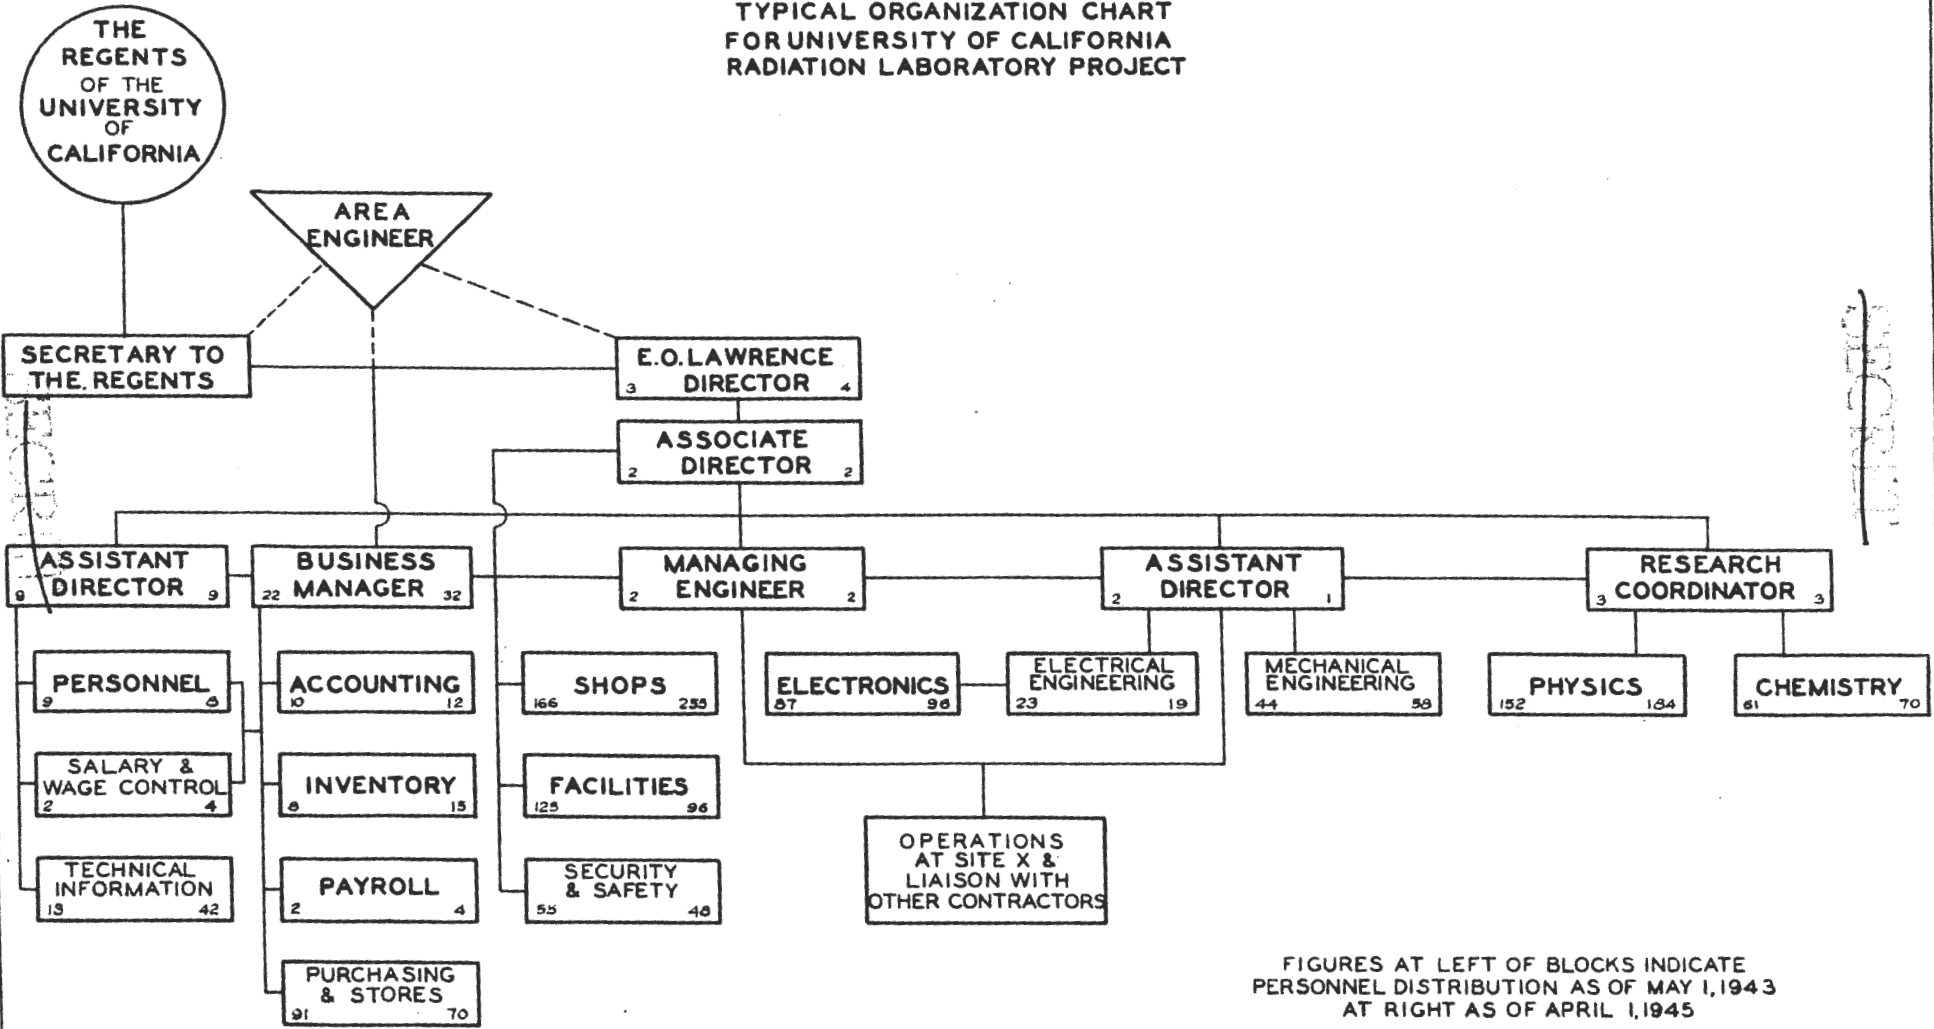 TYPICAL ORGANIZATION CHART
FOR UNIVERSITY OF CALIFORNIA
RADIATION LABORATORY PROJECT
THE
REGENTS
OF THE
UNIVERSITY
OF
CALIFORNIA
AREA
ENGINEER
SECRETARY TO
THE REGENTS
E.O. LAWRENCE
DIRECTOR
3 4
ASSOCIATE
DIRECTOR
2 2
ASSISTANT
DIRECTOR
9 9
BUSINESS
MANAGER
22 32
MANAGING
ENGINEER
2 2
ASSISTANT
DIRECTOR
2 1
RESEARCH
COORDINATOR
3 3
PERSONNEL
9 8
ACCOUNTING
10 12
SHOPS
166 255
ELECTRONICS
87 96
ELECTRICAL
ENGINEERING
23 19
MECHANICAL
ENGINEERING
44 58
PHYSICS
152 184
CHEMISTRY
61 70
SALARY &
WAGE CONTROL
2 4
INVENTORY
8 15
FACILITIES
125 96
TECHNICAL
INFORMATION
13 42
PAYROLL
2 4
SECURITY
& SAFETY
55 48
OPERATIONS
AT SITE X &
LIAISON WITH
OTHER CONTRACTORS
PURCHASING
& STORES
91 70
FIGURES AT LEFT OF BLOCKS INDICATE
PERSONNEL DISTRIBUTION AS OF MAY 1, 1943
AT RIGHT AS OF APRIL 1, 1945